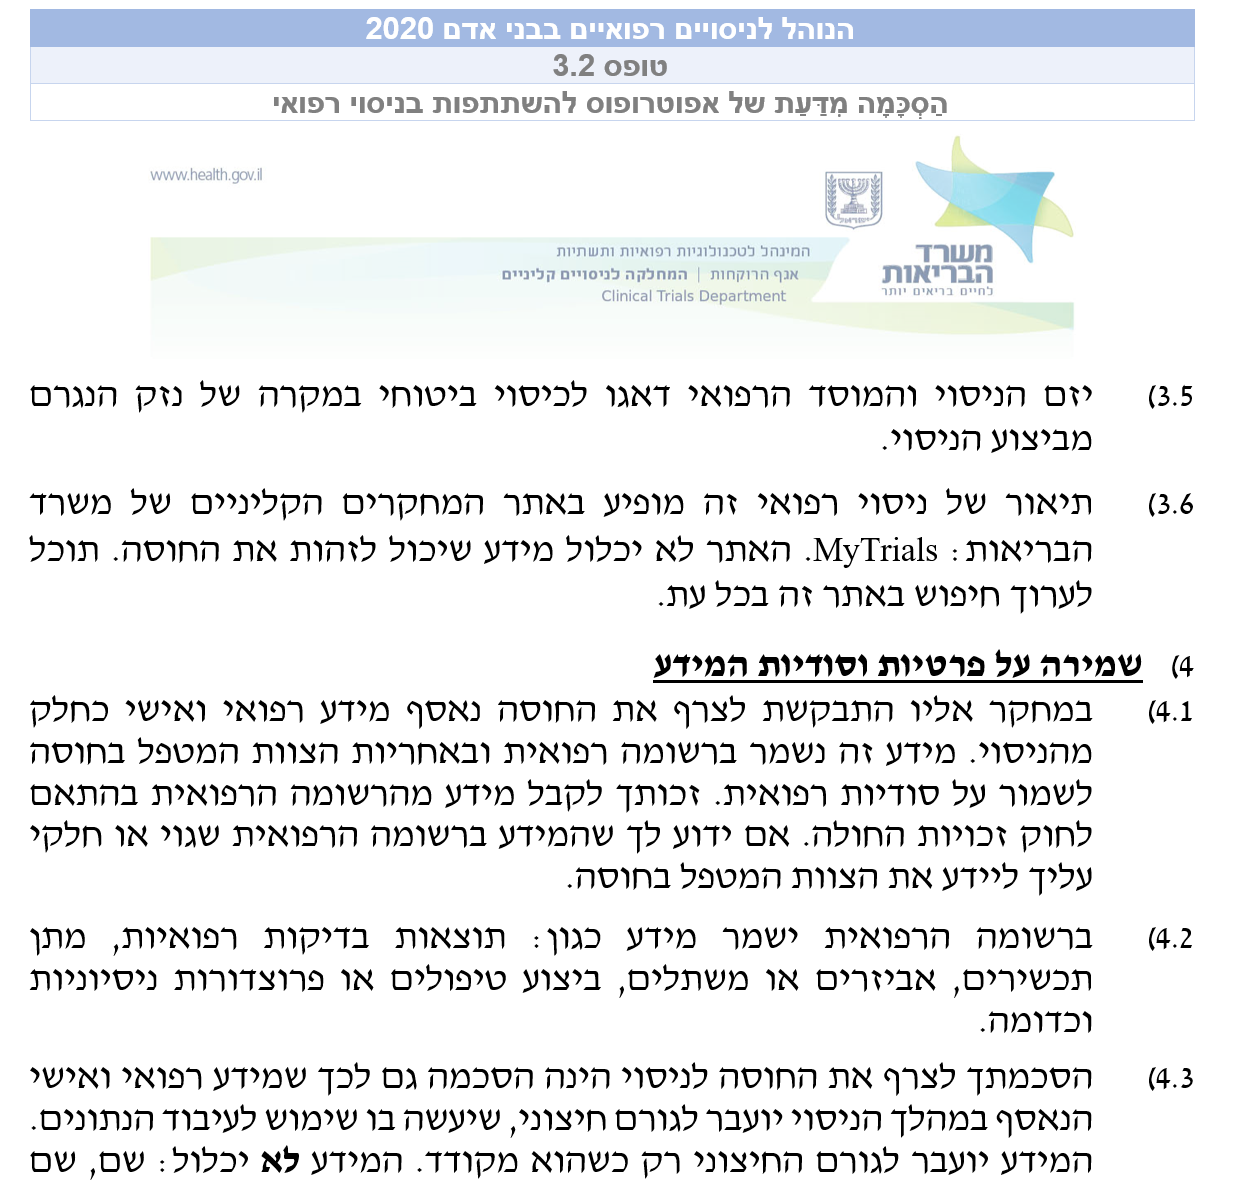 הנוהל לניסויים רפואיים בבני אדם 2020
טופס 3.2
הַסְכָּמָה מִדַּעַת של אפוטרופוס להשתתפות בניסוי רפואי
www.health.gov.il
משרד
הבריאות
לחיים בריאים יותר
המינהל לטכנולוגיות רפואיות ותשתיות
אגף הרוקחות | המחלקה לניסויים קליניים
Clinical Trials Department
3.5) יזם הניסוי והמוסד הרפואי דאגו לכיסוי ביטוחי במקרה של נזק הנגרם
מביצוע הניסוי.
3.6) תיאור של ניסוי רפואי זה מופיע באתר המחקרים הקליניים של משרד
הבריאות: MyTrials. האתר לא יכלול מידע שיכול לזהות את החוסה. תוכל
לערוך חיפוש באתר זה בכל עת.
4) שמירה על פרטיות וסודיות המידע
4.1) במחקר אליו התבקשת לצרף את החוסה נאסף מידע רפואי ואישי כחלק
מהניסוי. מידע זה נשמר ברשומה רפואית ובאחריות הצוות המטפל בחוסה
לשמור על סודיות רפואית. זכותך לקבל מידע מהרשומה הרפואית בהתאם
לחוק זכויות החולה. אם ידוע לך שהמידע ברשומה הרפואית שגוי או חלקי
עליך ליידע את הצוות המטפל בחוסה.
4.2) ברשומה הרפואית ישמר מידע כגון: תוצאות בדיקות רפואיות, מתן
תכשירים, אביזרים או משתלים, ביצוע טיפולים או פרוצדורות ניסיוניות
וכדומה.
4.3) הסכמתך לצרף את החוסה לניסוי הינה הסכמה גם לכך שמידע רפואי ואישי
הנאסף במהלך הניסוי יועבר לגורם חיצוני, שיעשה בו שימוש לעיבוד הנתונים.
המידע יועבר לגורם החיצוני רק כשהוא מקודד. המידע לא יכלול: שם, שם